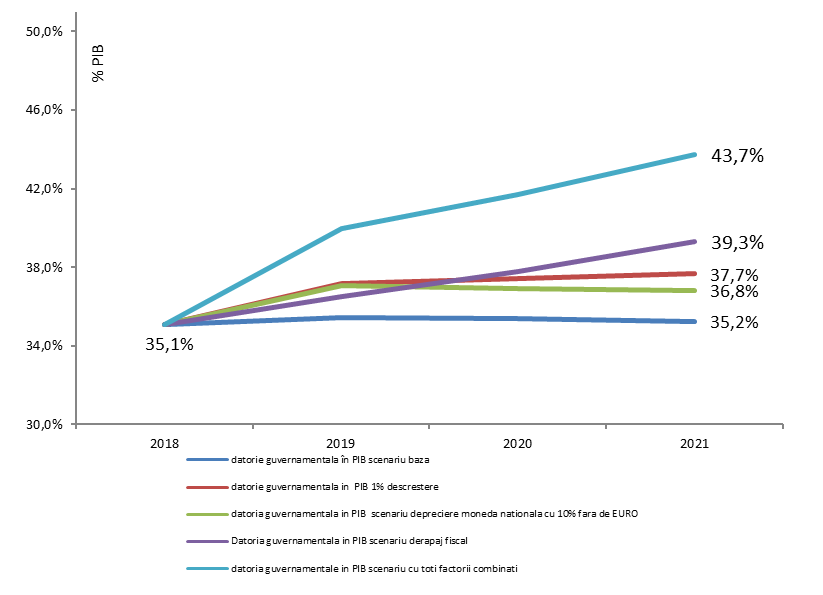 50,0%
% PIB
46,0%
42,0%
38,0%
34,0%
30,0%
43,7%
39,3%
37,7%
36,8%
35,2%
35,1%
2018 2019 2020 2021
datorie guvernamentala în PIB scenariu baza
datorie guvernamentala in PIB 1% descrestere
datoria guvernamentala in PIB scenariu depreciere moneda nationala cu 10% fara de EURO
Datoria guvernamentala in PIB scenariu derapaj fiscal
datoria guvernamentale in PIB scenariu cu toti factorii combinati